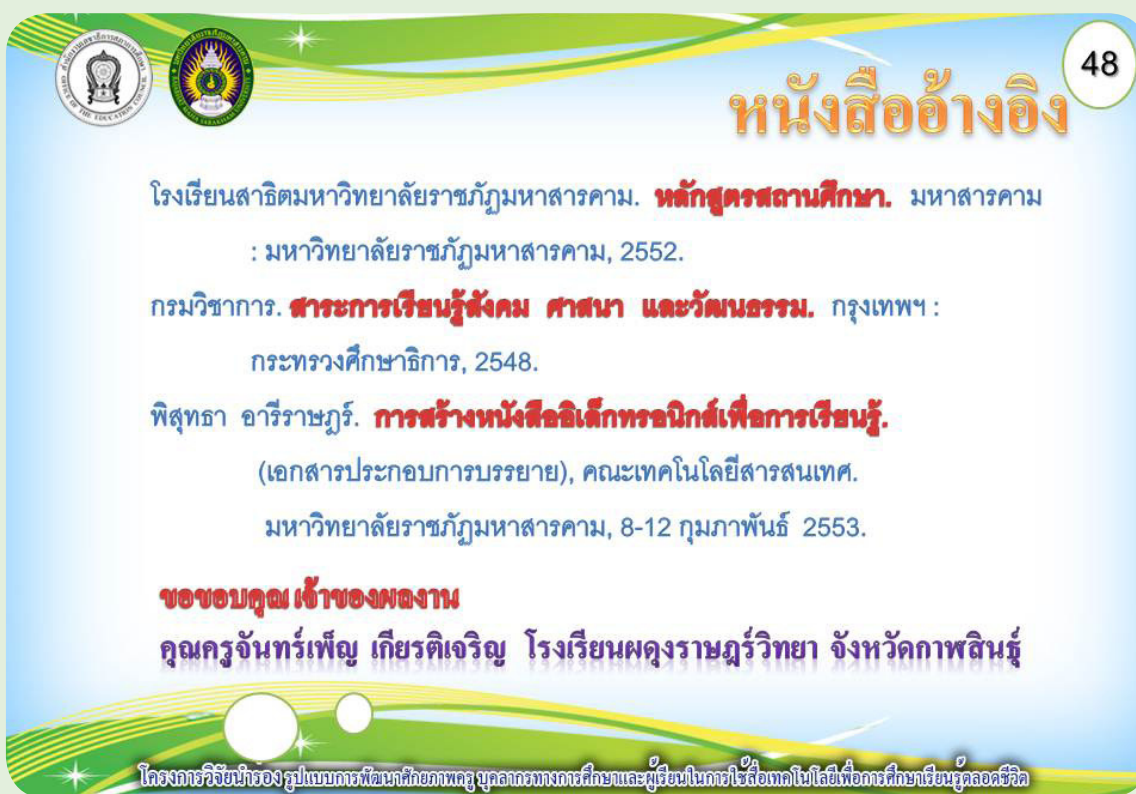 48
หนังสืออ้างอิง
โรงเรียนสาธิตมหาวิทยาลัยราชภัฏมหาสารคาม. หลักสูตรสถานศึกษา. มหาสารคาม
: มหาวิทยาลัยราชภัฏมหาสารคาม, 2552.
กรมวิชาการ. สาระการเรียนรู้สังคม ศาสนา และวัฒนธรรม. กรุงเทพฯ :
กระทรวงศึกษาธิการ, 2548.
พิสุทธา อารีราษฎร์. การสร้างหนังสืออิเล็กทรอนิกส์เพื่อการเรียนรู้.
(เอกสารประกอบการบรรยาย), คณะเทคโนโลยีสารสนเทศ.
มหาวิทยาลัยราชภัฏมหาสารคาม, 8-12 กุมภาพันธ์ 2553.
ขอขอบคุณ เจ้าของผลงาน
คุณครูจันทร์เพ็ญ เกียรติเจริญ โรงเรียนผดุงราษฎร์วิทยา จังหวัดกาฬสินธุ์
โครงการวิจัยนำร่อง รูปแบบการพัฒนาศักยภาพครู บุคลากรทางการศึกษาและผู้เรียนในการใช้สื่อเทคโนโลยีเพื่อการศึกษาเรียนรู้ตลอดชีวิต
OFFICE OF THE EDUCATION COUNCIL